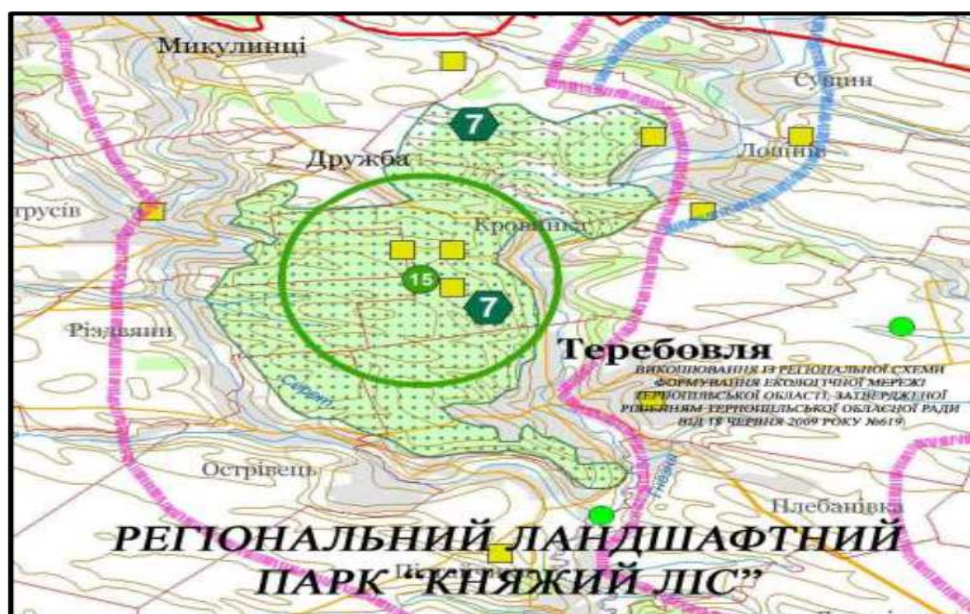 Микулинці
Сущин
7
Дружба
Лошнів
трусів
Кровинка
15
7
Різдвяни
Теребовля
Серет
ВИКОПІЮВАННЯ ІЗ РЕГІОНАЛЬНОЇ СХЕМИ
ФОРМУВАННЯ ЕКОЛОГІЧНОЇ МЕРЕЖІ
ТЕРНОПІЛЬСЬКОЇ ОБЛАСТІ, ЗАТВЕРДЖЕНОЇ
РІШЕННЯМ ТЕРНОПІЛЬСЬКОЇ ОБЛАСНОЇ РАДИ
ВІД 18 ЧЕРВНЯ 2009 РОКУ №619
Острівець
Гнезна
Плебанівка
РЕГІОНАЛЬНИЙ ЛАНДШАФТНИЙ
ПАРК “КНЯЖИЙ ЛІС”